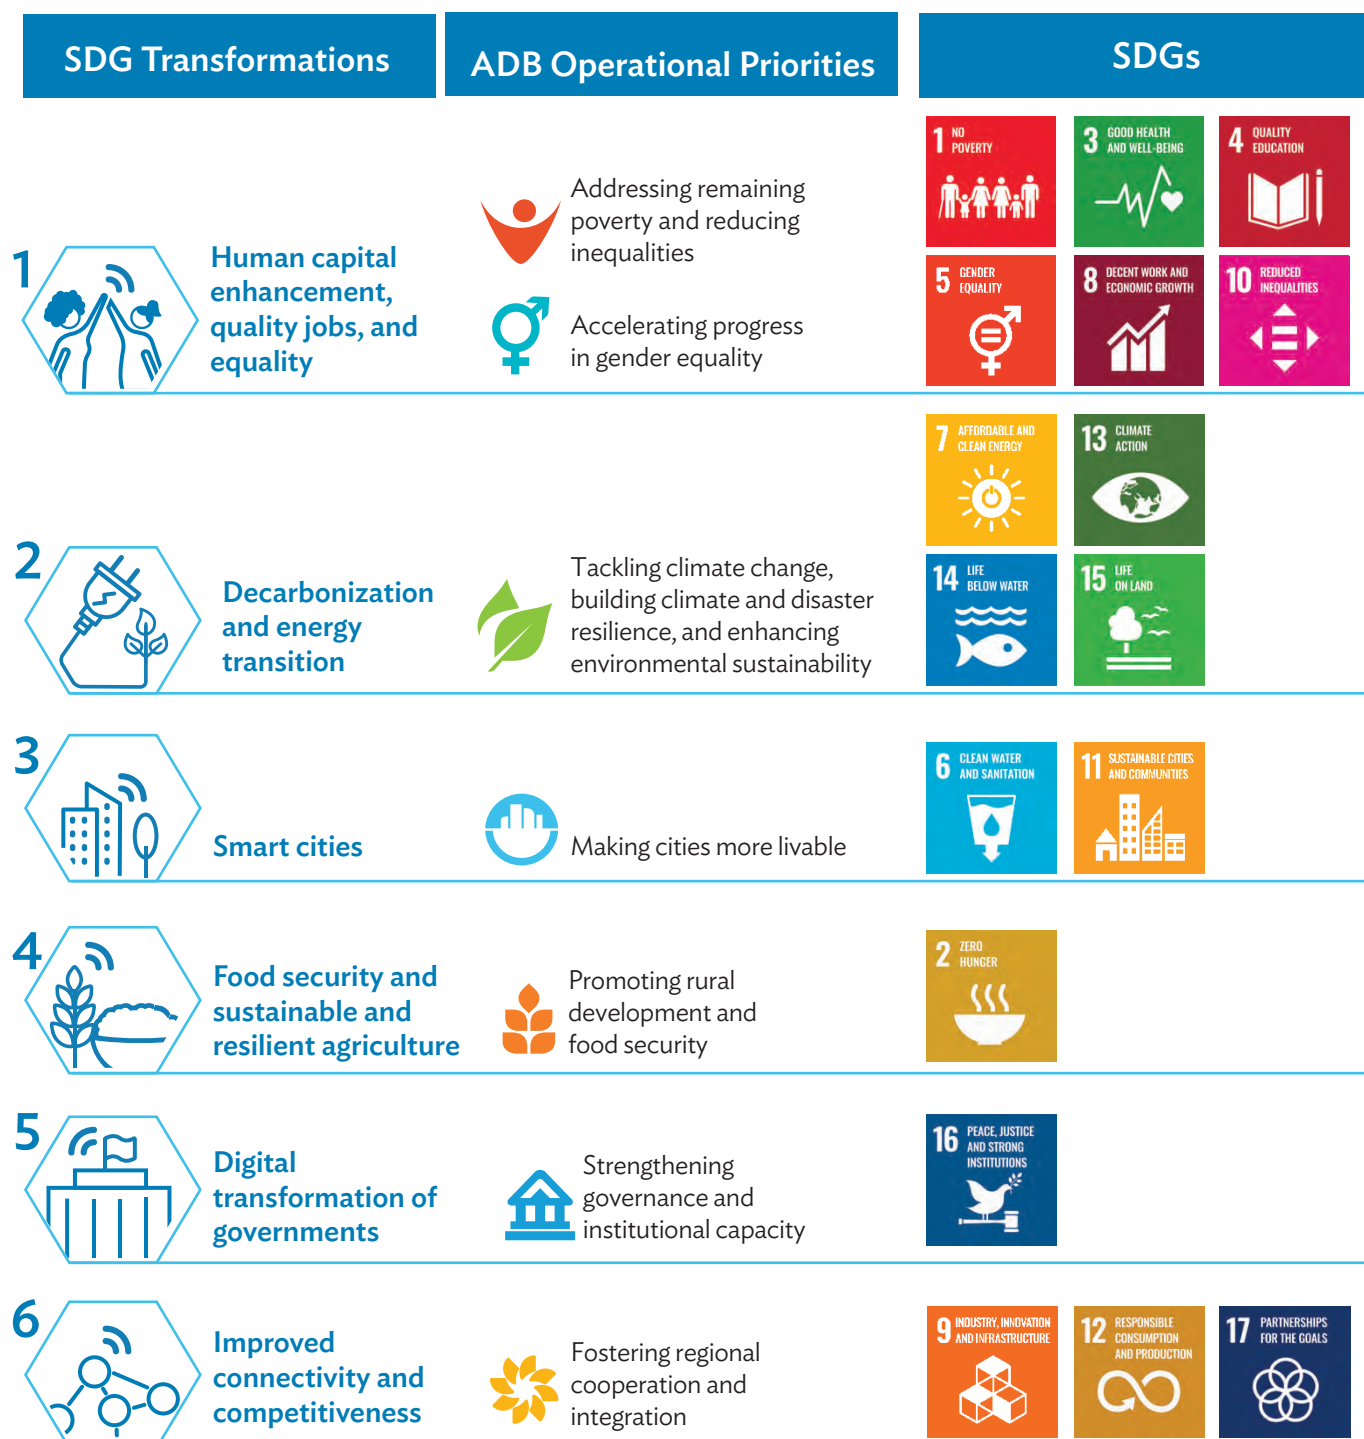 SDG Transformations
ADB Operational Priorities
SDGs
1
Human capital
enhancement,
quality jobs, and
equality
Addressing remaining
poverty and reducing
inequalities
Accelerating progress
in gender equality
1 NO
POVERTY
3 GOOD HEALTH
AND WELL-BEING
4 QUALITY
EDUCATION
5 GENDER
EQUALITY
8 DECENT WORK AND
ECONOMIC GROWTH
10 REDUCED
INEQUALITIES
2
Decarbonization
and energy
transition
Tackling climate change,
building climate and disaster
resilience, and enhancing
environmental sustainability
7 AFFORDABLE AND
CLEAN ENERGY
13 CLIMATE
ACTION
14 LIFE
BELOW WATER
15 LIFE
ON LAND
3
Smart cities
Making cities more livable
6 CLEAN WATER
AND SANITATION
11 SUSTAINABLE CITIES
AND COMMUNITIES
4
Food security and
sustainable and
resilient agriculture
Promoting rural
development and
food security
2 ZERO
HUNGER
5
Digital
transformation of
governments
Strengthening
governance and
institutional capacity
16 PEACE, JUSTICE
AND STRONG
INSTITUTIONS
6
Improved
connectivity and
competitiveness
Fostering regional
cooperation and
integration
9 INDUSTRY, INNOVATION
AND INFRASTRUCTURE
12 RESPONSIBLE
CONSUMPTION
AND PRODUCTION
17 PARTNERSHIPS
FOR THE GOALS